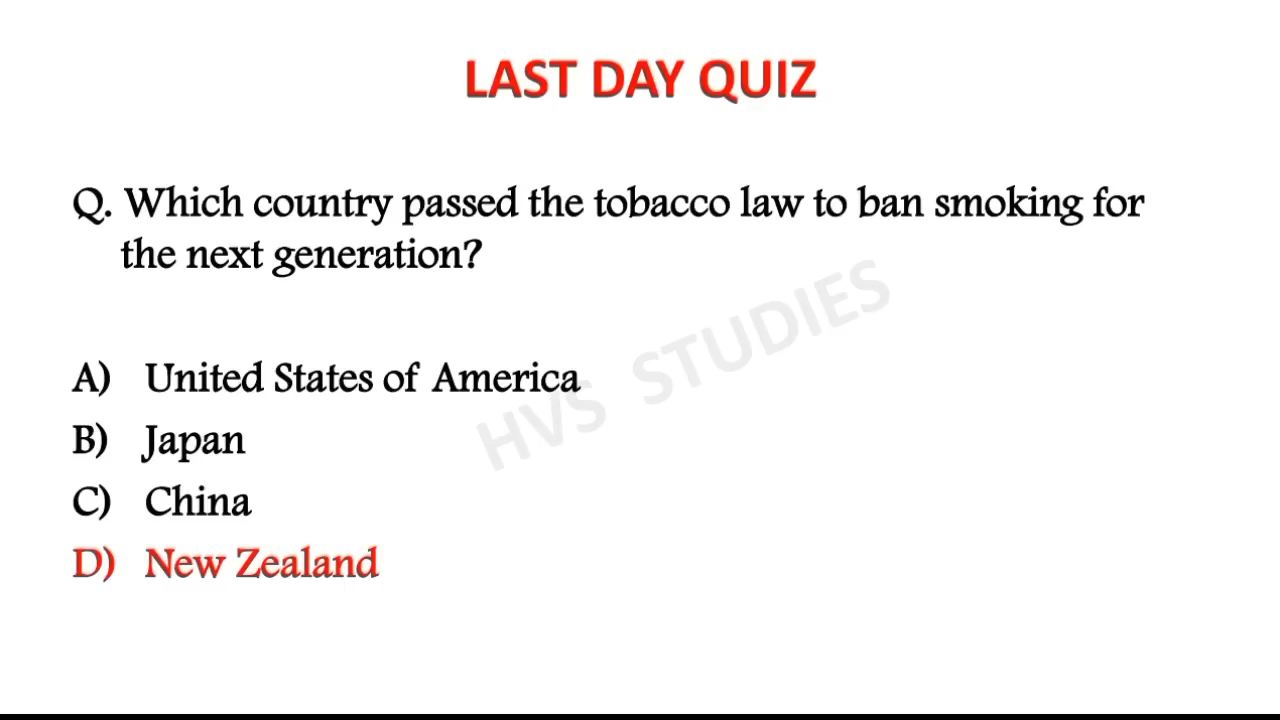 LAST DAY QUIZ
Q. Which country passed the tobacco law to ban smoking for
the next generation?
HVS STUDIES
A) United States of America
B) Japan
C) China
D) New Zealand